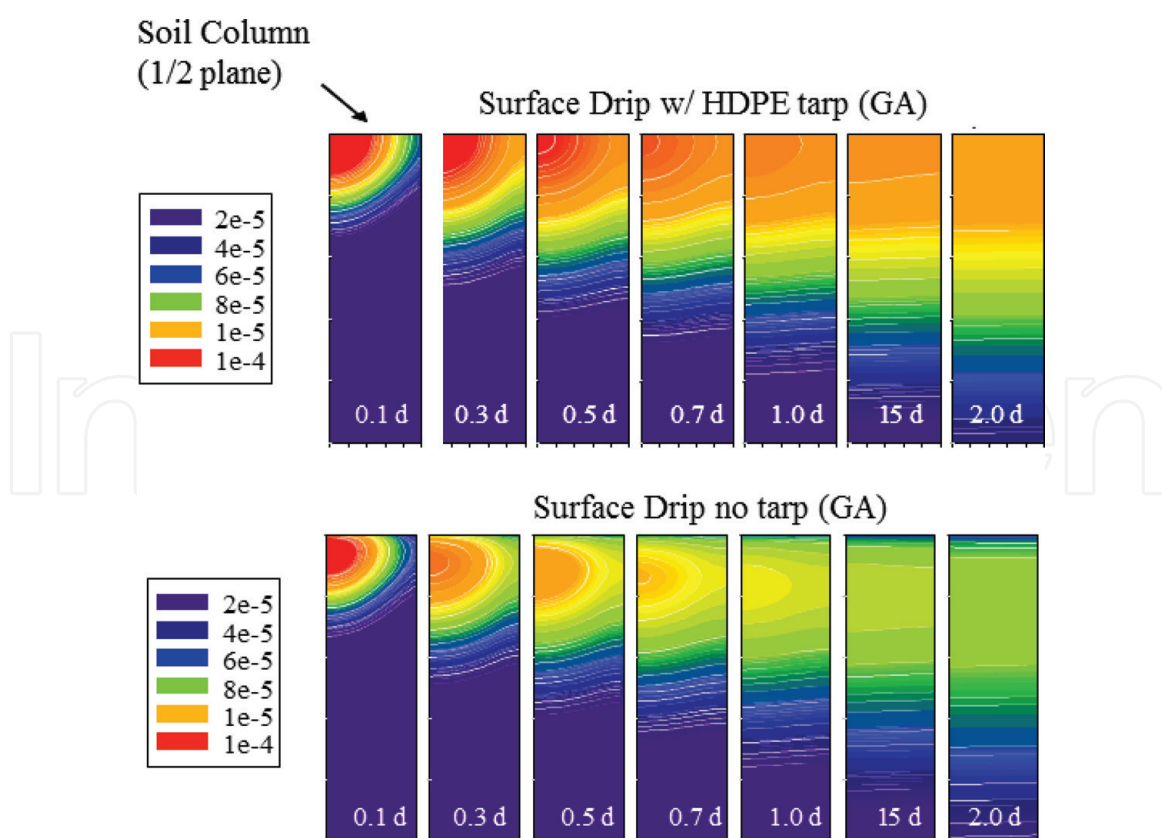 Soil Column
(1/2 plane)
Surface Drip w/ HDPE tarp (GA)
2e-5
4e-5
6e-5
8e-5
1e-5
1e-4
0.1 d
0.3 d
0.5 d
0.7 d
1.0 d
15 d
2.0 d
Surface Drip no tarp (GA)
2e-5
4e-5
6e-5
8e-5
1e-5
1e-4
0.1 d
0.3 d
0.5 d
0.7 d
1.0 d
15 d
2.0 d